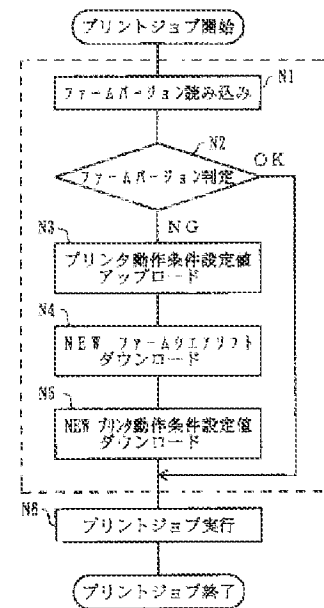 プリントジョブ開始
N1
ファームバージョン読み込み
N2
ファームバージョン判定
OK
NG
N3
プリンタ動作条件設定値
アップロード
N4
NEW ファームウエアソフト
ダウンロード
N5
NEW プリンタ動作条件設定値
ダウンロード
N6
プリントジョブ実行
プリントジョブ終了